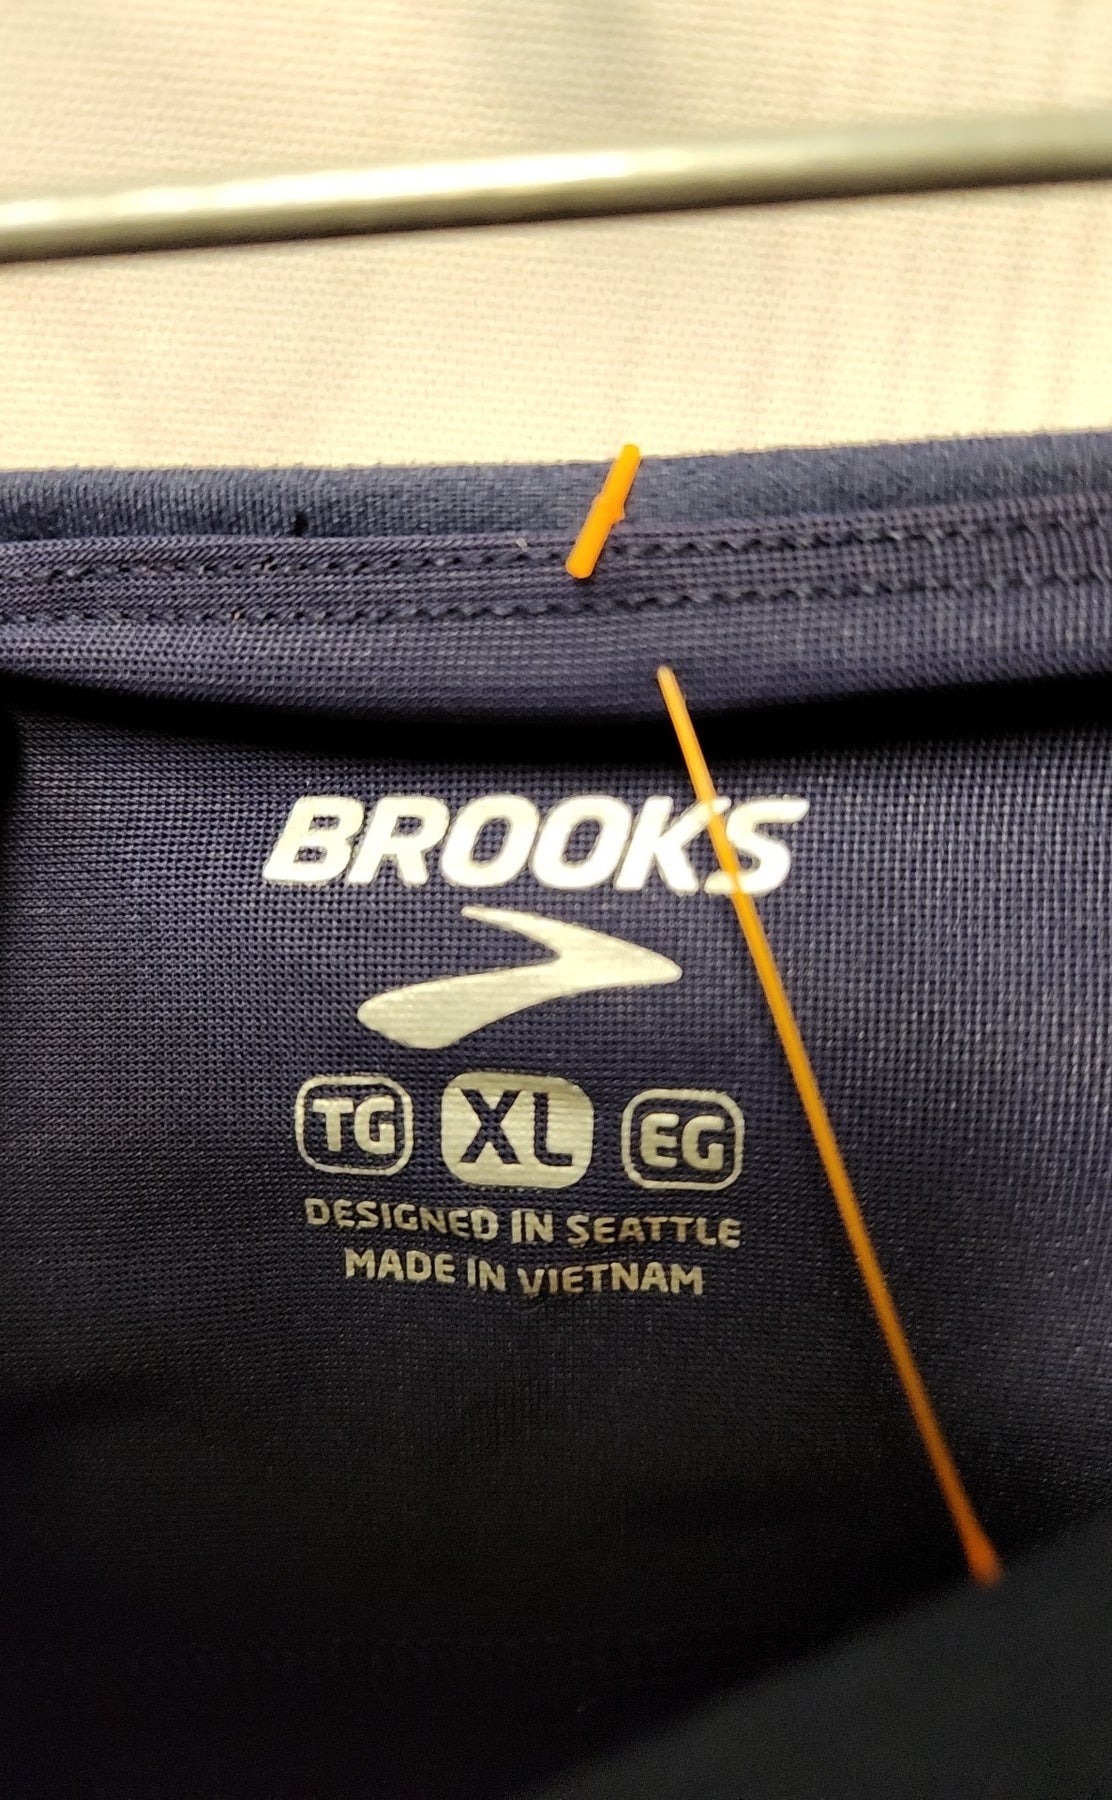 BROOKS
TG XL EG
DESIGNED IN SEATTLE
MADE IN VIETNAM